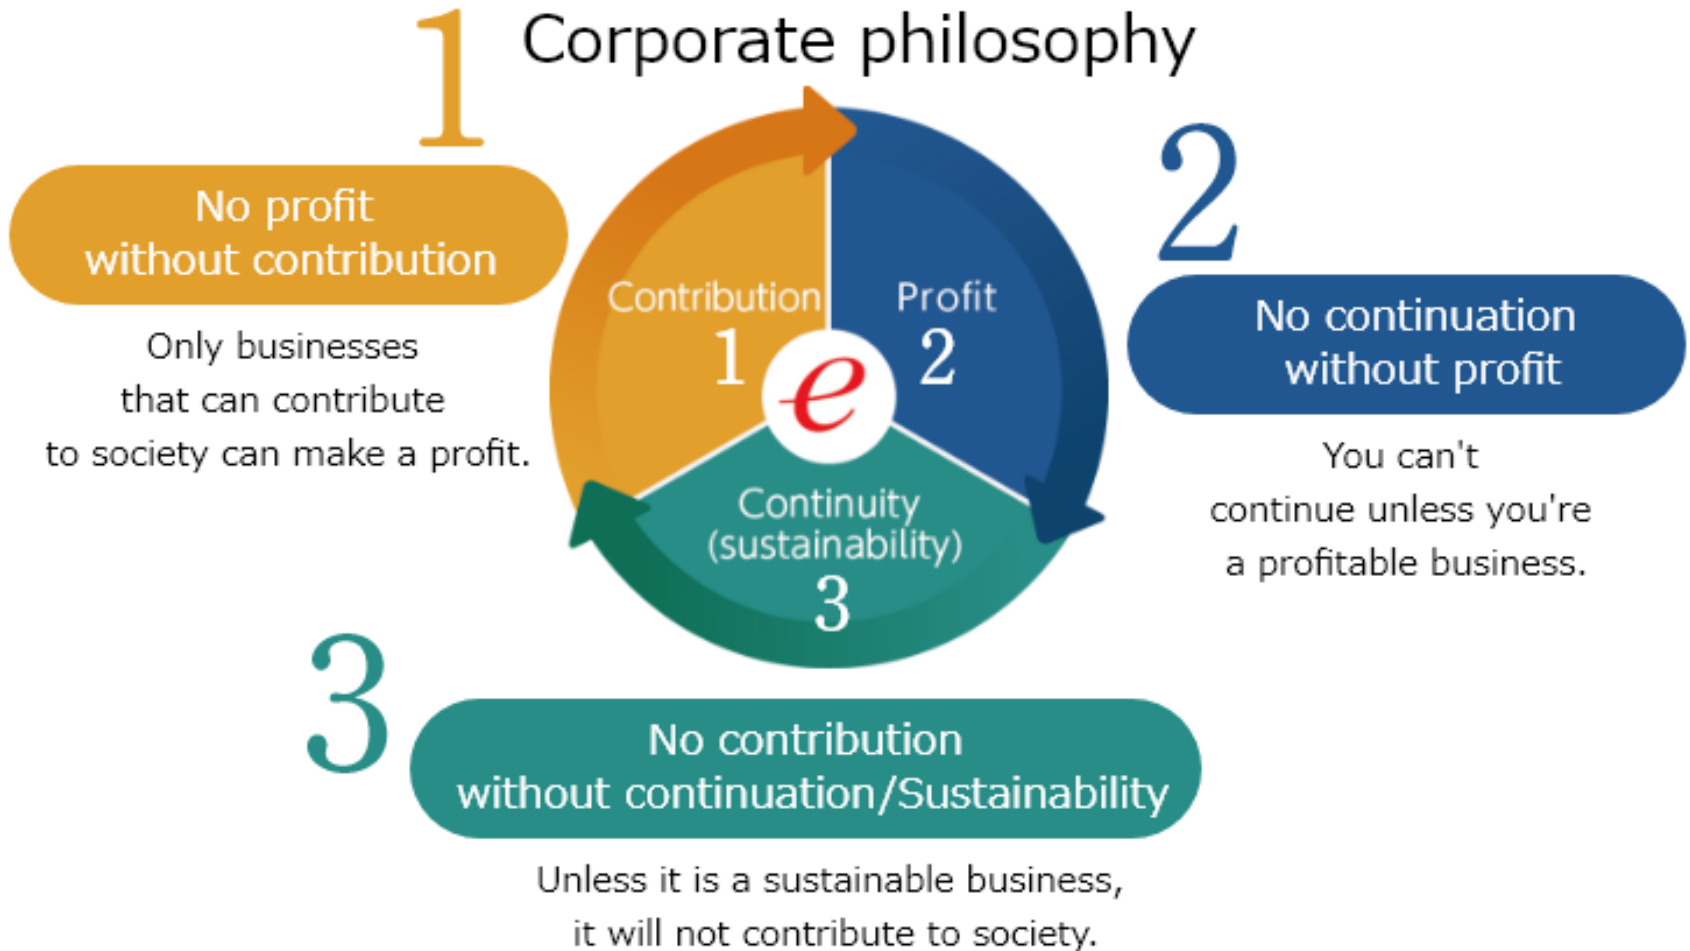 Corporate philosophy
1
No profit
without contribution
Only businesses
that can contribute
to society can make a profit.
2
No continuation
without profit
You can't
continue unless you're
a profitable business.
Contribution
1
Profit
2
e
Continuity
(sustainability)
3
3
No contribution
without continuation/Sustainability
Unless it is a sustainable business,
it will not contribute to society.